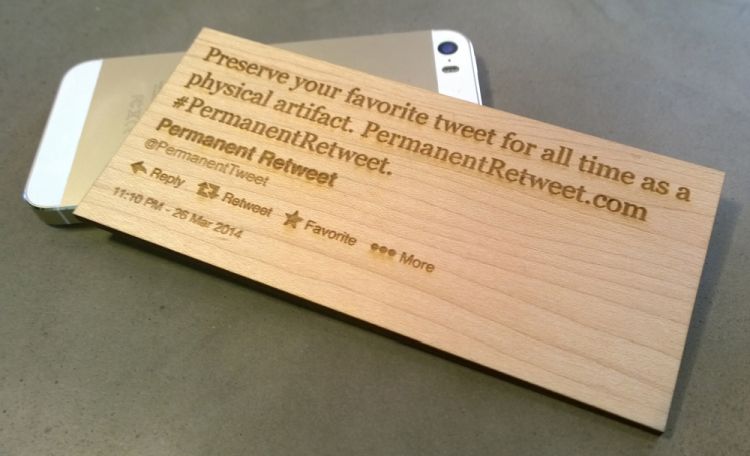 Preserve your favorite tweet for all time as a
physical artifact. PermanentRetweet.com
#PermanentRetweet.
Permanent Retweet
@PermanentTweet
Reply Retweet Favorite More
11:10 PM - 26 Mar 2014